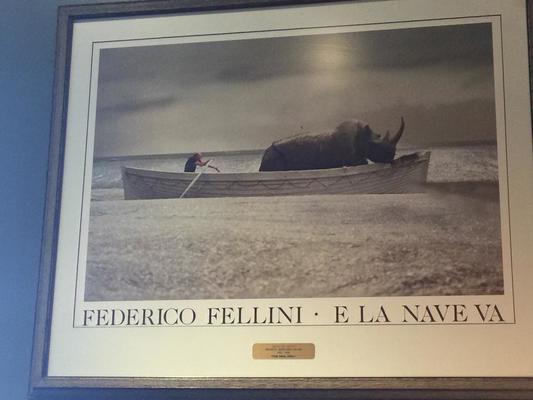 FEDERICO FELLINI · E LA NAVE VA